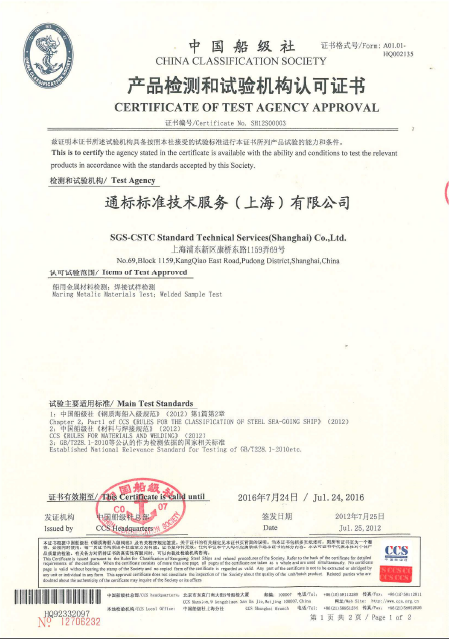 中国船级社
CHINA CLASSIFICATION SOCIETY
证书格式号/Form: A01.01-
HQ002135
产品检测和试验机构认可证书
CERTIFICATE OF TEST AGENCY APPROVAL
证书编号/Certificate No. SH12S00003
兹证明本证书所述试验机构具备按照本社接受的试验标准进行本证书所列产品试验的能力和条件。
This is to certify the agency stated in the certificate is available with the ability and conditions to test the relevant
products in accordance with the standards accepted by this Society.
检测和试验机构/ Test Agency
通标标准技术服务（上海）有限公司
SGS-CSTC Standard Technical Services(Shanghai) Co.,Ltd.
上海浦东新区康桥东路1159弄69号
No.69,Block 1159,KangQiao East Road,Pudong District,Shanghai,China
认可试验范围/ Items of Test Approved
船用金属材料检测；焊接试样检测
Maring Metalic Materials Test; Welded Sample Test
试验主要适用标准/ Main Test Standards
1：中国船级社《钢质海船入级规范》（2012）第1篇第2章
Chapter 2, Part1 of CCS《RULES FOR THE CLASSIFICATION OF STEEL SEA-GOING SHIP》（2012）
2：中国船级社《材料与焊接规范》（2012）
CCS《RULES FOR MATERIALS AND WELDING》（2012）
3：GB/T228.1-2010等公认的作为检测依据的国家相关标准
Established National Relevence Standard for Testing of GB/T228.1-2010etc.
证书有效期至/ This Certificate is valid until
2016年7月24日 / Jul.24,2016
发证机构 中国船级社总部
签发日期 2012年7月25日
Issued by CCS Headquarters
Date Jul.25,2012
CCS
HQ92332097
№ 12706232
第 1 页 共 2 页 / Page 1 of 2